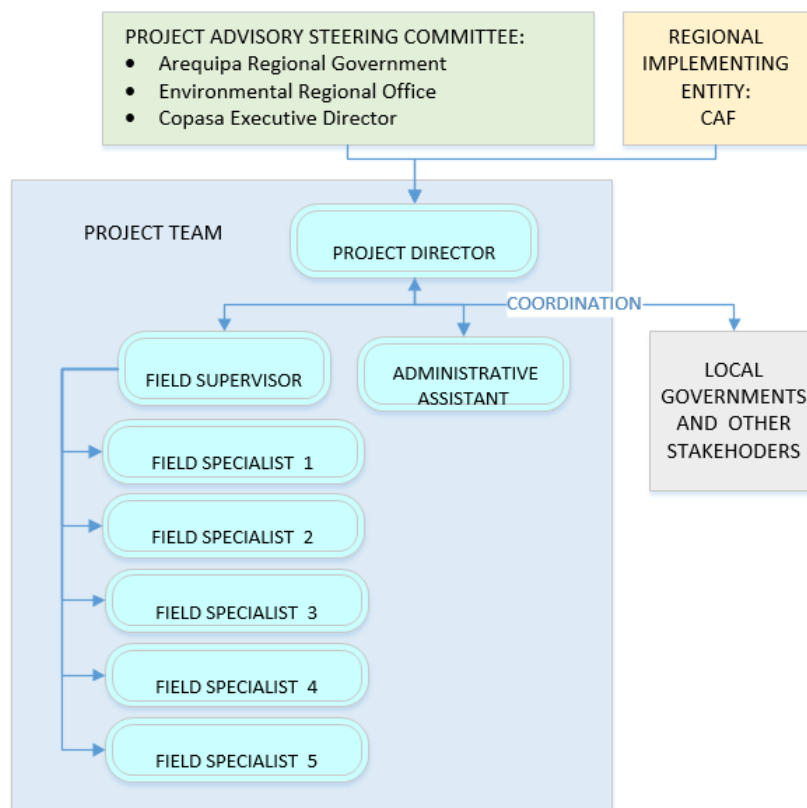 PROJECT ADVISORY STEERING COMMITTEE:
• Arequipa Regional Government
• Environmental Regional Office
• Copasa Executive Director
REGIONAL
IMPLEMENTING
ENTITY:
CAF
PROJECT TEAM
PROJECT DIRECTOR
COORDINATION
FIELD SUPERVISOR
ADMINISTRATIVE
ASSISTANT
LOCAL
GOVERNMENTS
AND OTHER
STAKEHODERS
FIELD SPECIALIST 1
FIELD SPECIALIST 2
FIELD SPECIALIST 3
FIELD SPECIALIST 4
FIELD SPECIALIST 5